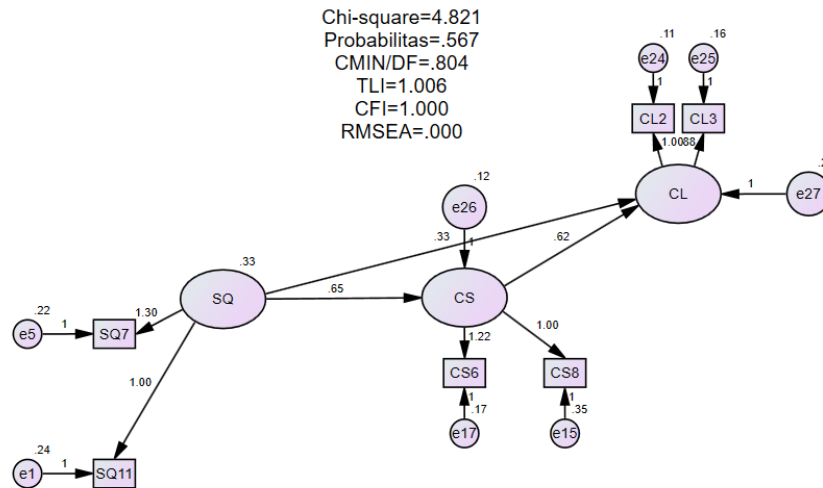 Chi-square=4.821
Probabilitas=.567
CMIN/DF=.804
TLI=1.006
CFI=1.000
RMSEA=.000
.11 .16
e24 e25
1 1
CL2 CL3
1.0088
.12 CL 1 e27
e26
1 .33 .62
.33
SQ .65 CS
.22 1.30
e5 1 SQ7
1.22 1.00
CS6 CS8
1.00
1 1
.17 .35
e17 e15
.24
e1 1 SQ11